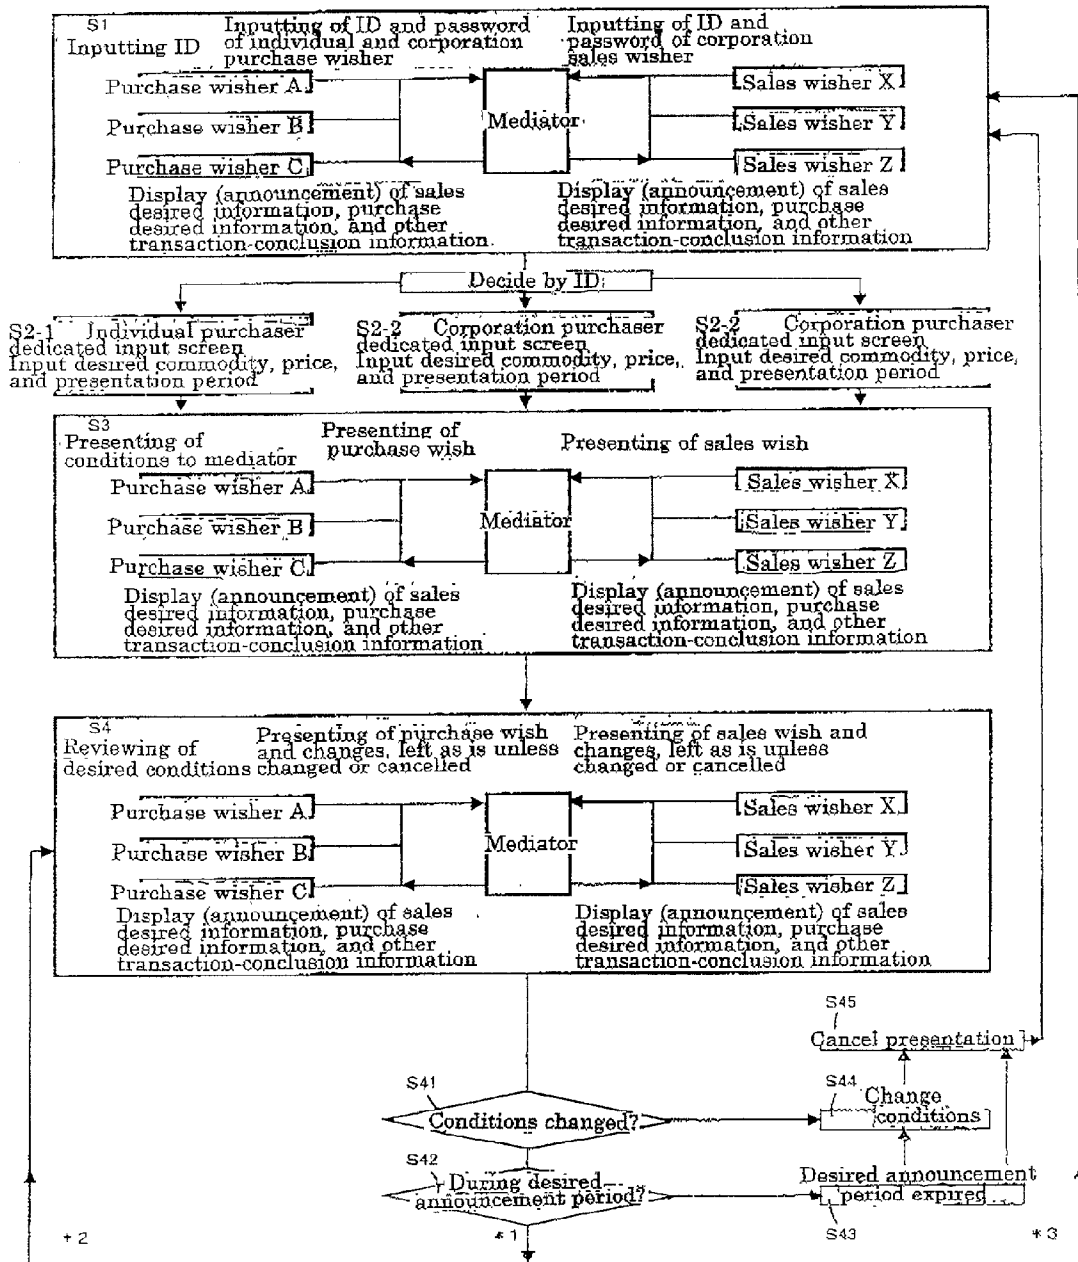 S1
Inputting ID
Inputting of ID and password
of individual and corporation
purchase wisher
Inputting of ID and
password of corporation
sales wisher
Purchase wisher A
Purchase wisher B
Purchase wisher C
Mediator
Sales wisher X
Sales wisher Y
Sales wisher Z
Display (announcement) of sales
desired information, purchase
desired information, and other
transaction-conclusion information.
Display (announcement) of sales
desired information, purchase
desired information, and other
transaction-conclusion information
Decide by ID
S2-1 Individual purchaser
dedicated input screen
Input desired commodity, price,
and presentation period
S2-2 Corporation purchaser
dedicated input screen
Input desired commodity, price,
and presentation period
S2-2 Corporation purchaser
dedicated input screen
Input desired commodity, price,
and presentation period
S3
Presenting of
conditions to mediator
Presenting of
purchase wish
Presenting of sales wish
Purchase wisher A
Purchase wisher B
Purchase wisher C
Mediator
Sales wisher X
Sales wisher Y
Sales wisher Z
Display (announcement) of sales
desired information, purchase
desired information, and other
transaction-conclusion information
Display (announcement) of sales
desired information, purchase
desired information, and other
transaction-conclusion information
S4
Reviewing of
desired conditions
Presenting of purchase wish
and changes, left as is unless
changed or cancelled
Presenting of sales wish and
changes, left as is unless
changed or cancelled
Purchase wisher A
Purchase wisher B
Purchase wisher C
Mediator
Sales wisher X
Sales wisher Y
Sales wisher Z
Display (announcement) of sales
desired information, purchase
desired information, and other
transaction-conclusion information
Display (announcement) of sales
desired information, purchase
desired information, and other
transaction-conclusion information
S45
Cancel presentation
S41
Conditions changed?
S44
Change
conditions
S42
During desired
announcement period?
Desired announcement
period expired
S43
*2
*1
*3